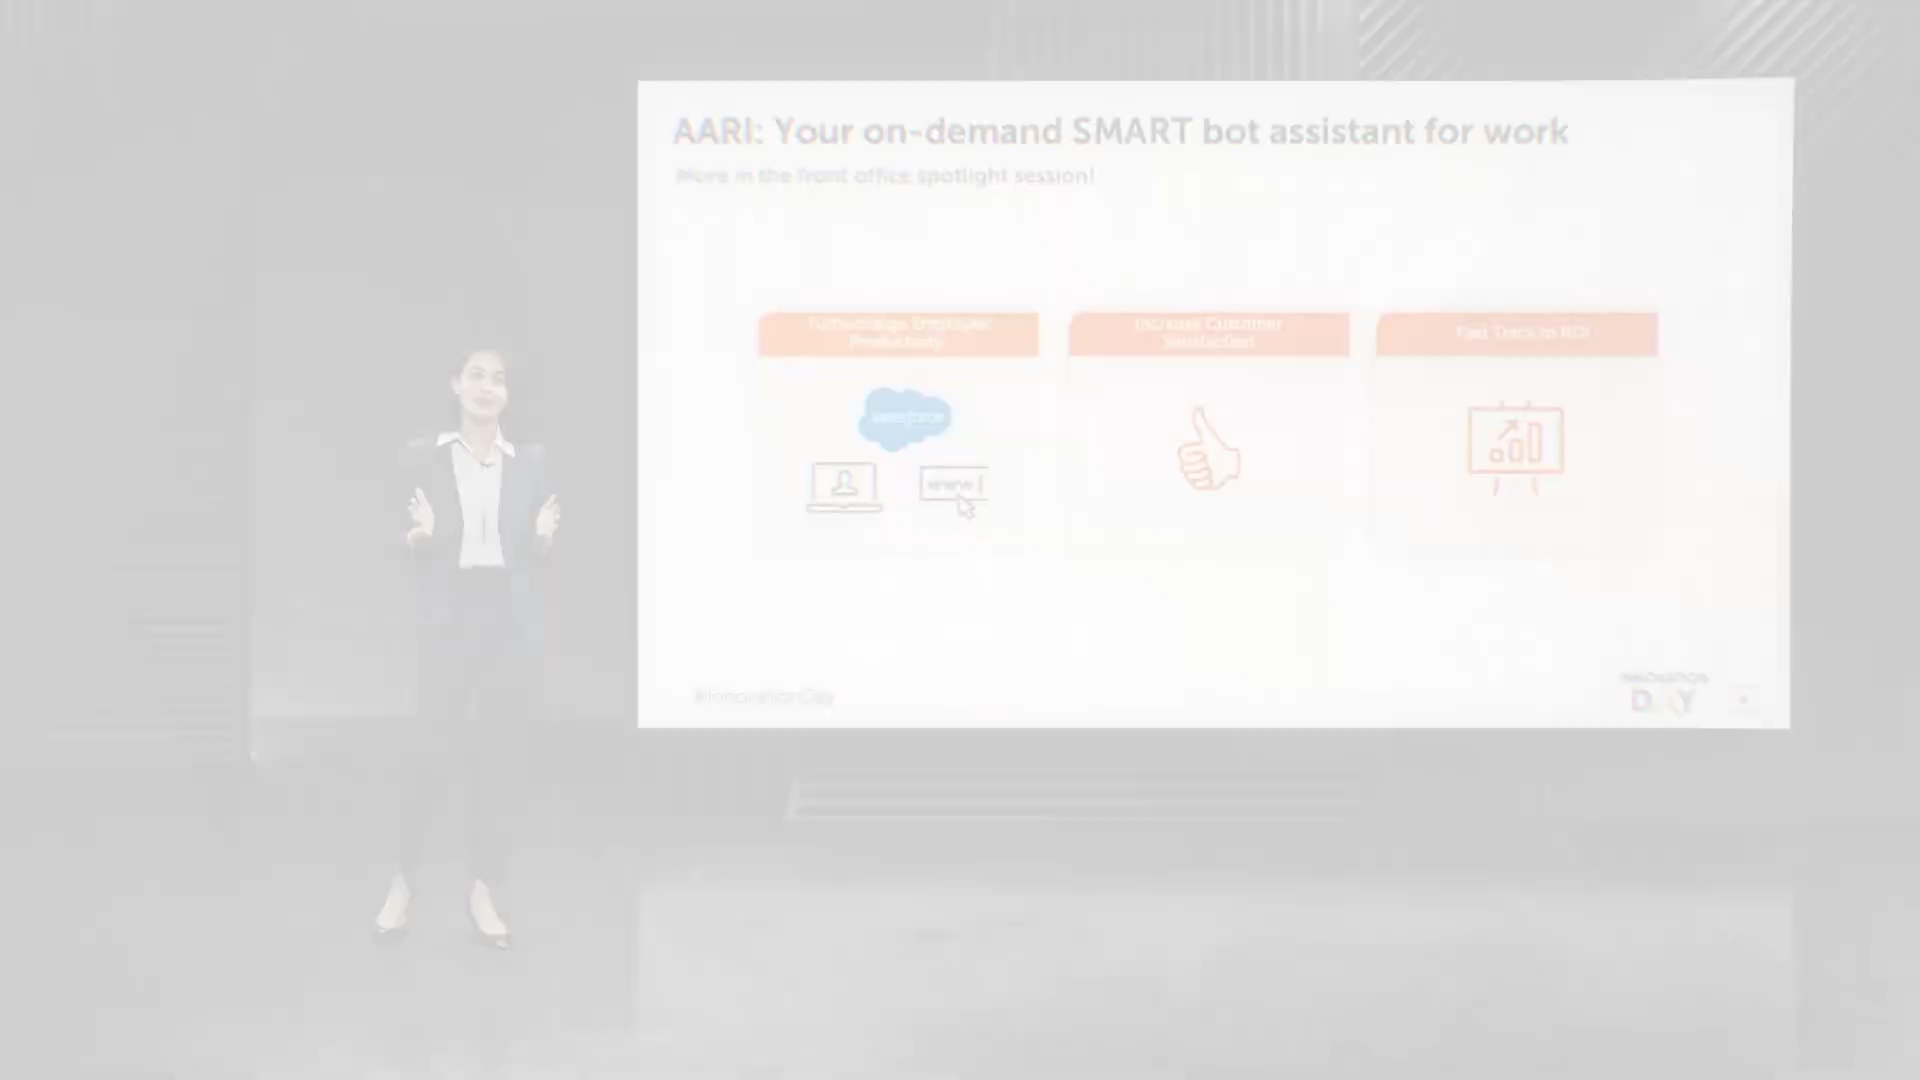 AARI: Your on-demand SMART bot assistant for work
More in the front office spotlight session!
Turbocharge Employee
Productivity
Increase Customer
Satisfaction
Fast Track to ROI
salesforce
www
#InnovationDay
DAY